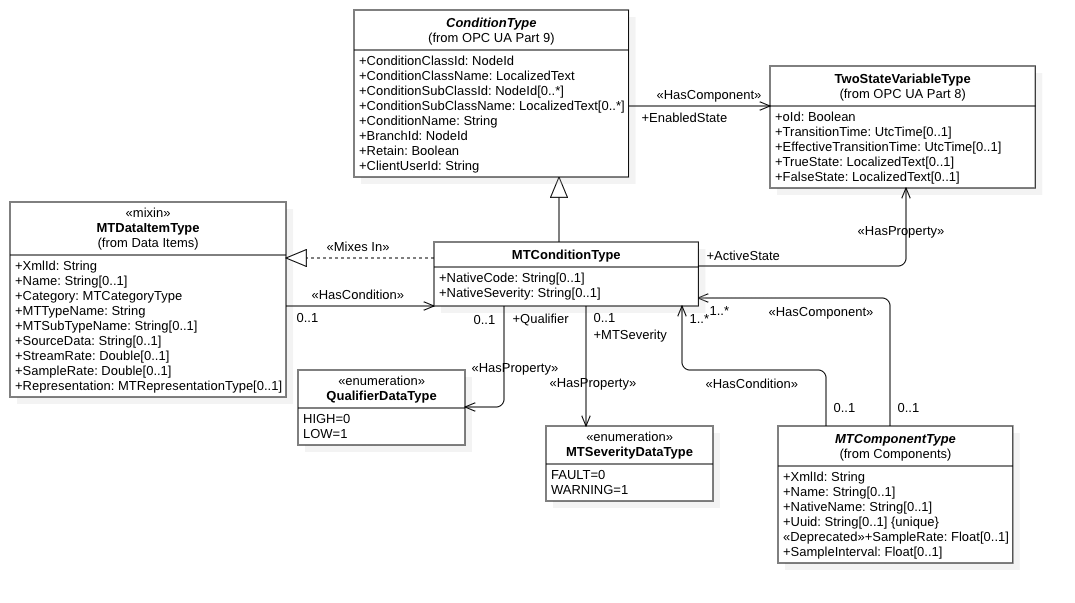 ConditionType
(from OPC UA Part 9)
+ConditionClassId: NodeId
+ConditionClassName: LocalizedText
+ConditionSubClassId: NodeId[0..*]
+ConditionSubClassName: LocalizedText[0..*]
+ConditionName: String
+BranchId: NodeId
+Retain: Boolean
+ClientUserId: String
«HasComponent»
+EnabledState
TwoStateVariableType
(from OPC UA Part 8)
+oId: Boolean
+TransitionTime: UtcTime[0..1]
+EffectiveTransitionTime: UtcTime[0..1]
+TrueState: LocalizedText[0..1]
+FalseState: LocalizedText[0..1]
«mixin»
MTDataItemType
(from Data Items)
+XmlId: String
+Name: String[0..1]
+Category: MTCategoryType
+MTTypeName: String
+MTSubTypeName: String[0..1]
+SourceData: String[0..1]
+StreamRate: Double[0..1]
+SampleRate: Double[0..1]
+Representation: MTRepresentationType[0..1]
«Mixes In»
«HasCondition»
0..1
MTConditionType
+NativeCode: String[0..1]
+NativeSeverity: String[0..1]
+ActiveState
«HasProperty»
0..1
+Qualifier
«HasProperty»
0..1
+MTSeverity
«HasProperty»
1..*
1..*
«HasComponent»
«HasCondition»
0..1
0..1
«enumeration»
QualifierDataType
HIGH=0
LOW=1
«enumeration»
MTSeverityDataType
FAULT=0
WARNING=1
MTComponentType
(from Components)
+XmlId: String
+Name: String[0..1]
+NativeName: String[0..1]
+Uuid: String[0..1] {unique}
«Deprecated»+SampleRate: Float[0..1]
+SampleInterval: Float[0..1]